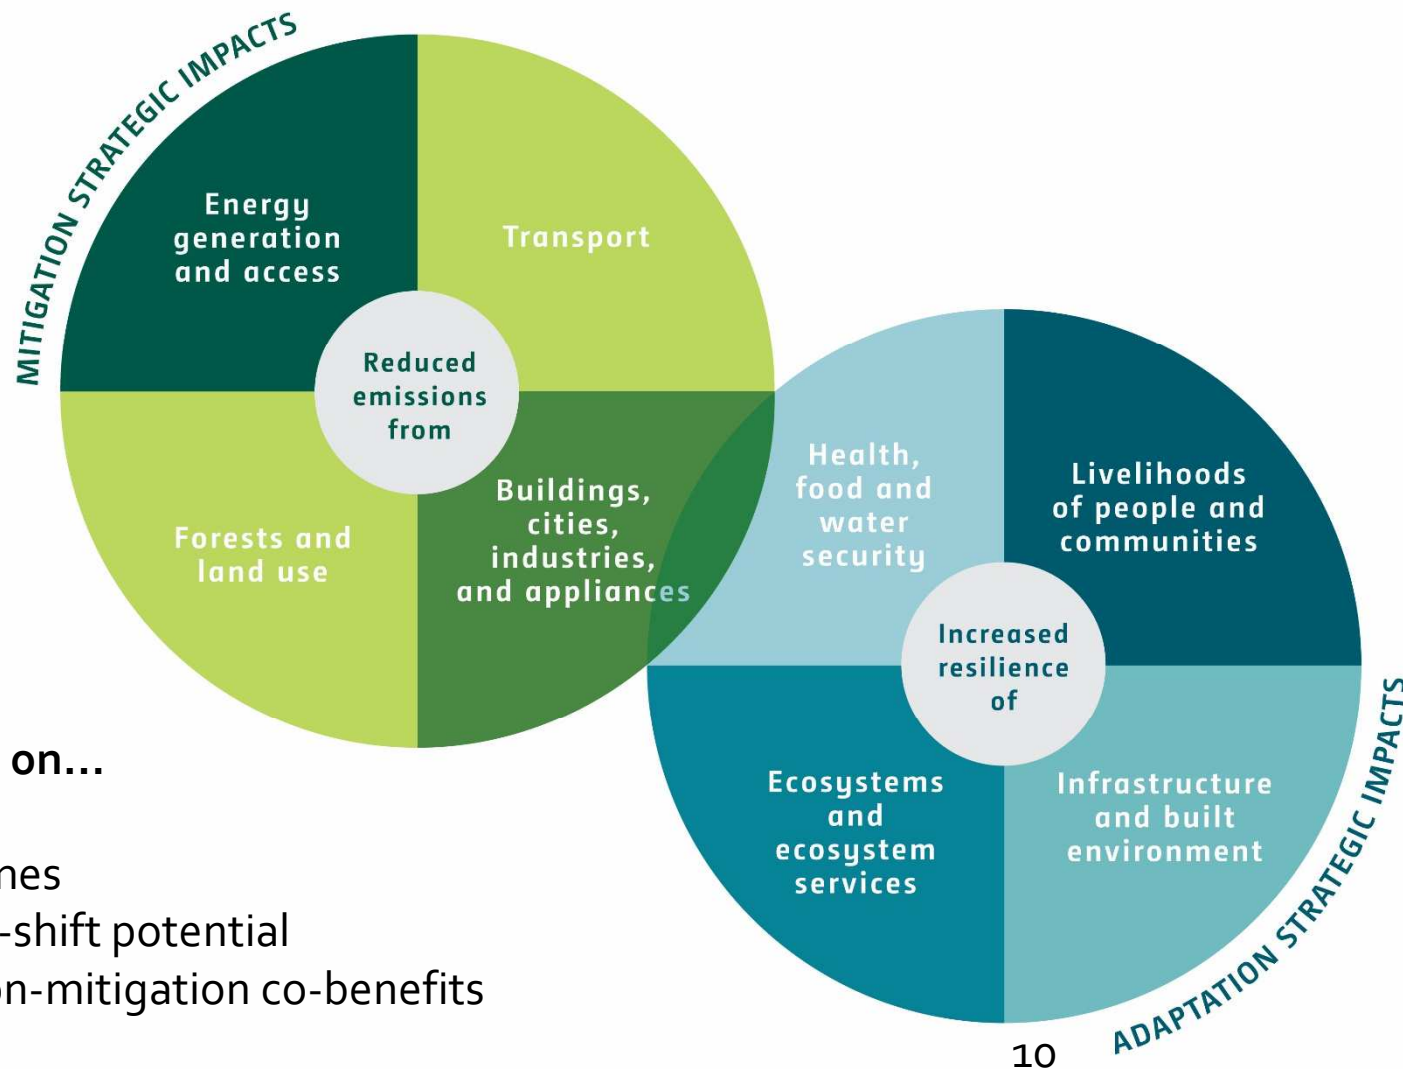 MITIGATION STRATEGIC IMPACTS
Energy
generation
and access
Transport
Reduced
emissions
from
Forests and
land use
Buildings,
cities,
industries,
and appliances
Health,
food and
water
security
Livelihoods
of people and
communities
Increased
resilience
of
Ecosystems
and
ecosystem
services
Infrastructure
and built
environment
ADAPTATION STRATEGIC IMPACTS
on...
nes
-shift potential
on-mitigation co-benefits
10